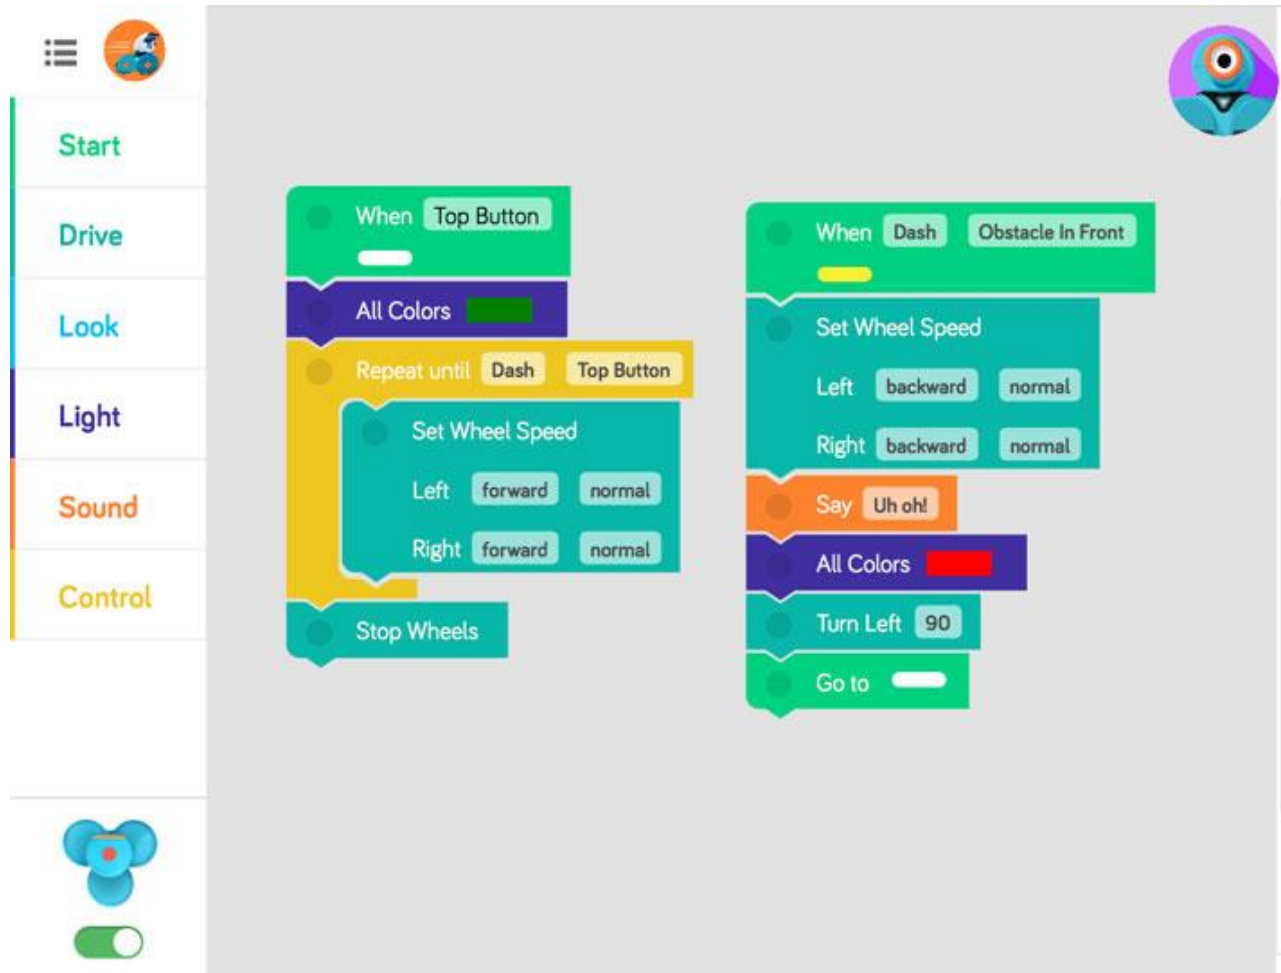 Start
Drive
Look
Light
Sound
Control
When Top Button
All Colors
Repeat until Dash Top Button
Set Wheel Speed
Left forward normal
Right forward normal
Stop Wheels
When Dash Obstacle In Front
Set Wheel Speed
Left backward normal
Right backward normal
Say Uh oh!
All Colors
Turn Left 90
Go to